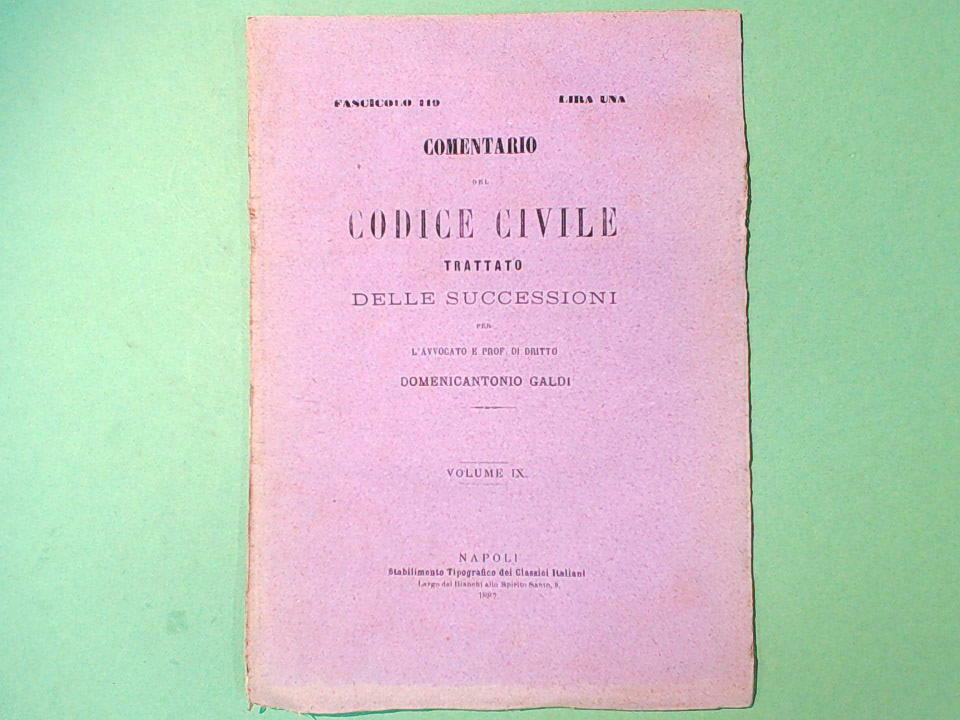 FASCICOLO 119 LIRA UNA
COMENTARIO
DEL
CODICE CIVILE
TRATTATO
DELLE SUCCESSIONI
PER
L'AVVOCATO E PROF. DI DRITTO
DOMENICANTONIO GALDI
VOLUME IX.
NAPOLI
Stabilimento Tipografico dei Classici Italiani
Largo dei Bianchi allo Spirito Santo, 8.